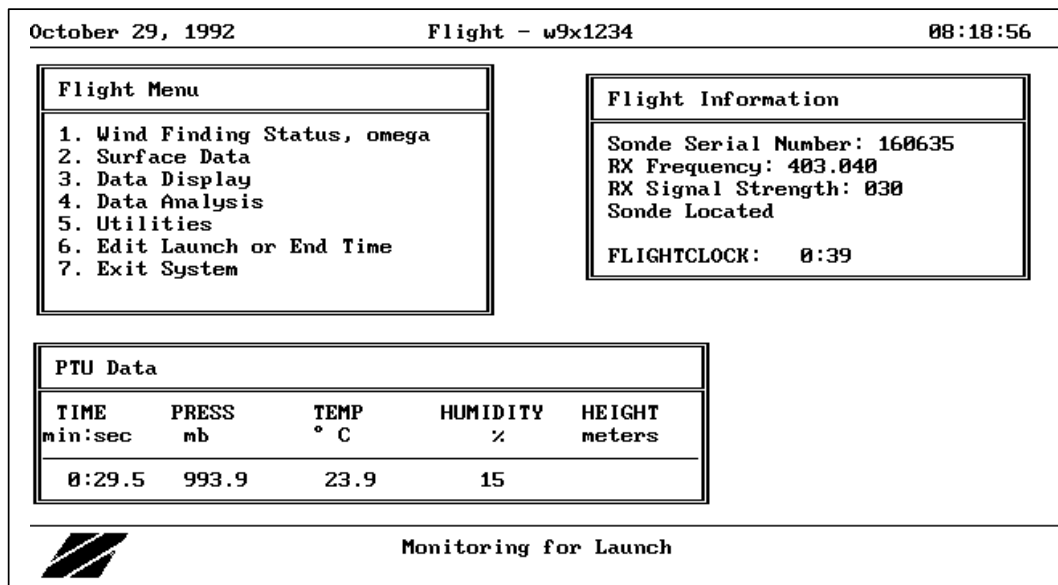 October 29, 1992 Flight - w9x1234 08:18:56
Flight Menu
1. Wind Finding Status, omega
2. Surface Data
3. Data Display
4. Data Analysis
5. Utilities
6. Edit Launch or End Time
7. Exit System
Flight Information
Sonde Serial Number: 160635
RX Frequency: 403.040
RX Signal Strength: 030
Sonde Located
FLIGHTCLOCK: 0:39
PTU Data
TIME PRESS TEMP HUMIDITY HEIGHT
min:sec mb ° C % meters
0:29.5 993.9 23.9 15
Monitoring for Launch